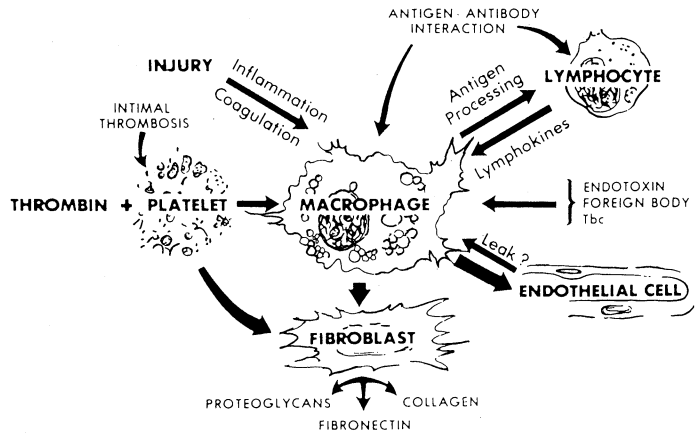 ANTIGEN - ANTIBODY
INTERACTION
INJURY
Inflammation
Coagulation
Antigen
Processing
LYMPHOCYTE
Lymphokines
INTIMAL
THROMBOSIS
THROMBIN + PLATELET
MACROPHAGE
ENDOTOXIN
FOREIGN BODY
Tbc
Leak ?
ENDOTHELIAL CELL
FIBROBLAST
PROTEOGLYCANS
COLLAGEN
FIBRONECTIN